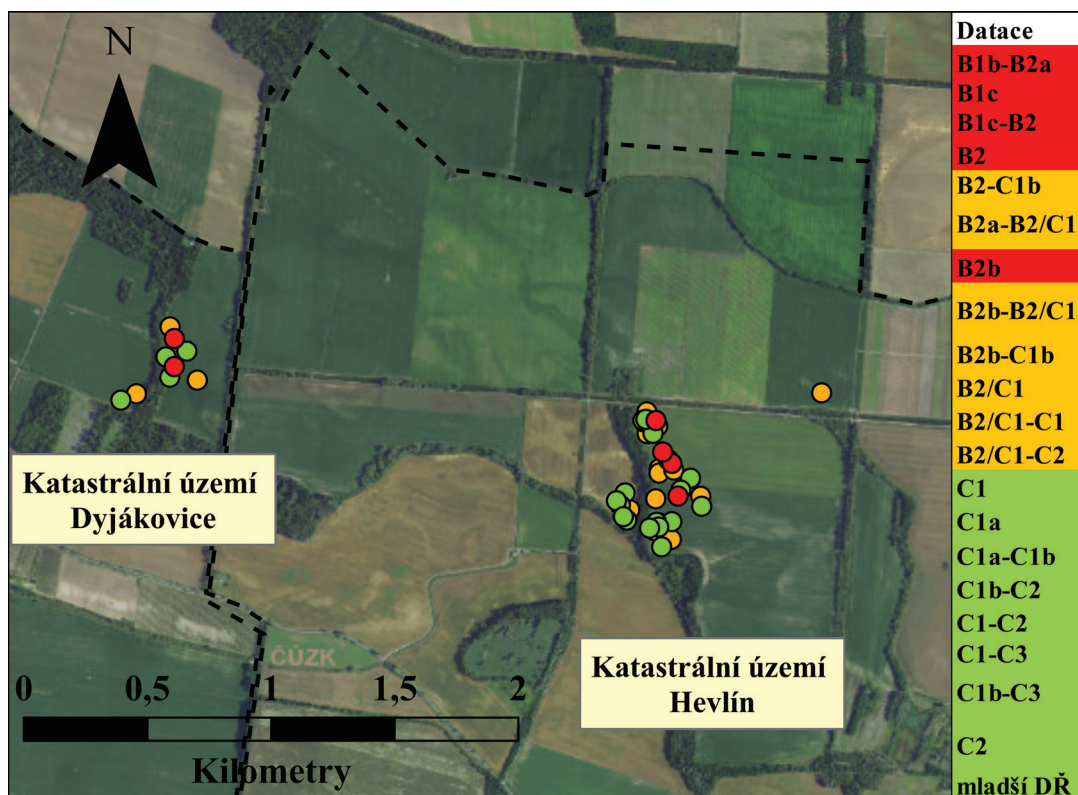 N
Katastrální území
Dyjákovice
Katastrální území
Hevlín
ČÚZK
0 0,5 1 1,5 2
Kilometry
Datace
B1b-B2a
B1c
B1c-B2
B2
B2-C1b
B2a-B2/C1
B2b
B2b-B2/C1
B2b-C1b
B2/C1
B2/C1-C1
B2/C1-C2
C1
C1a
C1a-C1b
C1b-C2
C1-C2
C1-C3
C1b-C3
C2
mladší DŘ